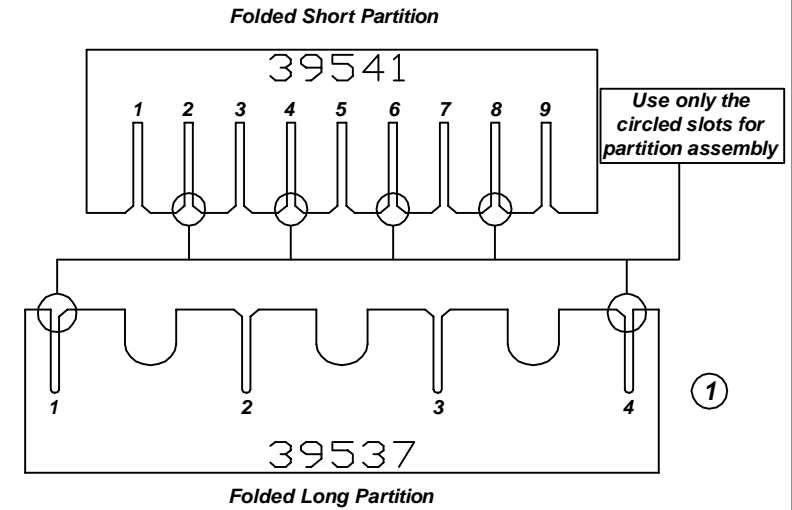 Folded Short Partition
39541
1 2 3 4 5 6 7 8 9
Use only the
circled slots for
partition assembly
1 2 3 4
1
39537
Folded Long Partition